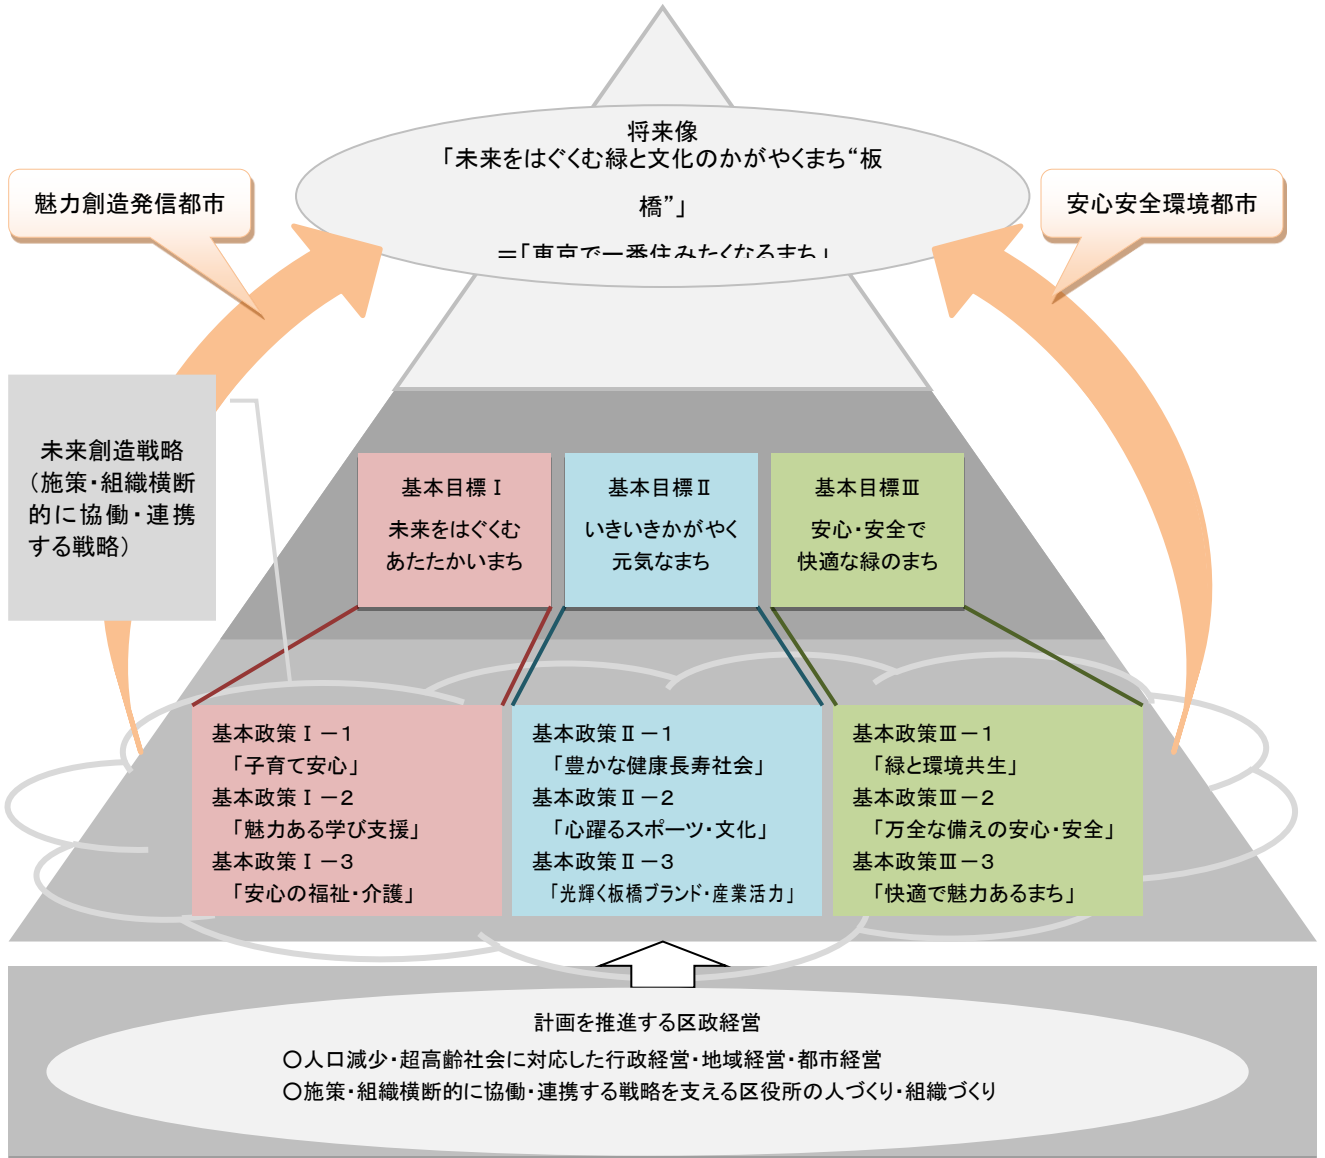 将来像
「未来をはぐくむ緑と文化のかがやくまち“板
橋”」
＝「東京で一番住みたくなるまち」
魅力創造発信都市
安心安全環境都市
未来創造戦略
（施策・組織横断
的に協働・連携
する戦略）
基本目標Ⅰ
未来をはぐくむ
あたたかいまち
基本目標Ⅱ
いきいきかがやく
元気なまち
基本目標Ⅲ
安心・安全で
快適な緑のまち
基本政策Ⅰ－１
「子育て安心」
基本政策Ⅰ－２
「魅力ある学び支援」
基本政策Ⅰ－３
「安心の福祉・介護」
基本政策Ⅱ－１
「豊かな健康長寿社会」
基本政策Ⅱ－２
「心躍るスポーツ・文化」
基本政策Ⅱ－３
「光輝く板橋ブランド・産業活力」
基本政策Ⅲ－１
「緑と環境共生」
基本政策Ⅲ－２
「万全な備えの安心・安全」
基本政策Ⅲ－３
「快適で魅力あるまち」
計画を推進する区政経営
○人口減少・超高齢社会に対応した行政経営・地域経営・都市経営
○施策・組織横断的に協働・連携する戦略を支える区役所の人づくり・組織づくり